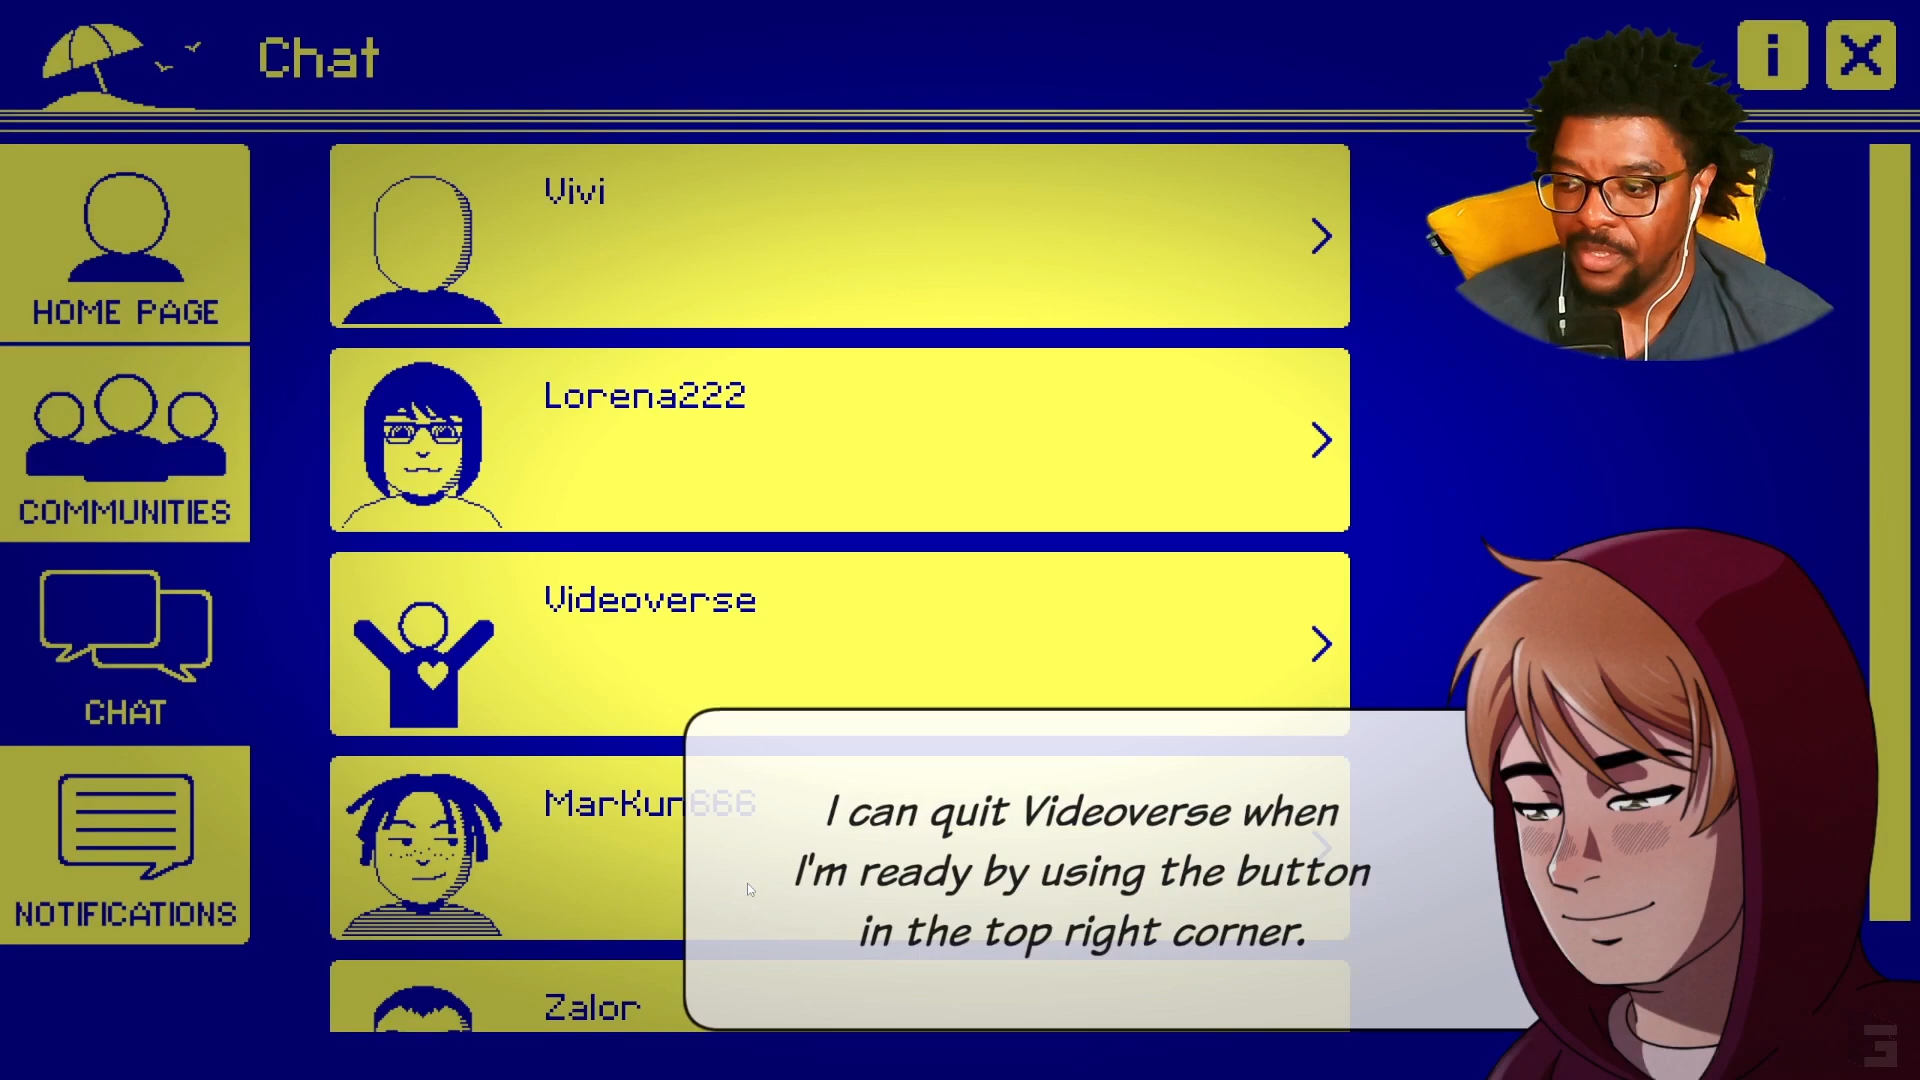 Chat
i X
HOME PAGE
COMMUNITIES
CHAT
NOTIFICATIONS
Vivi
Lorena222
Videoverse
MarKun666
Zalor
I can quit Videoverse when
I'm ready by using the button
in the top right corner.